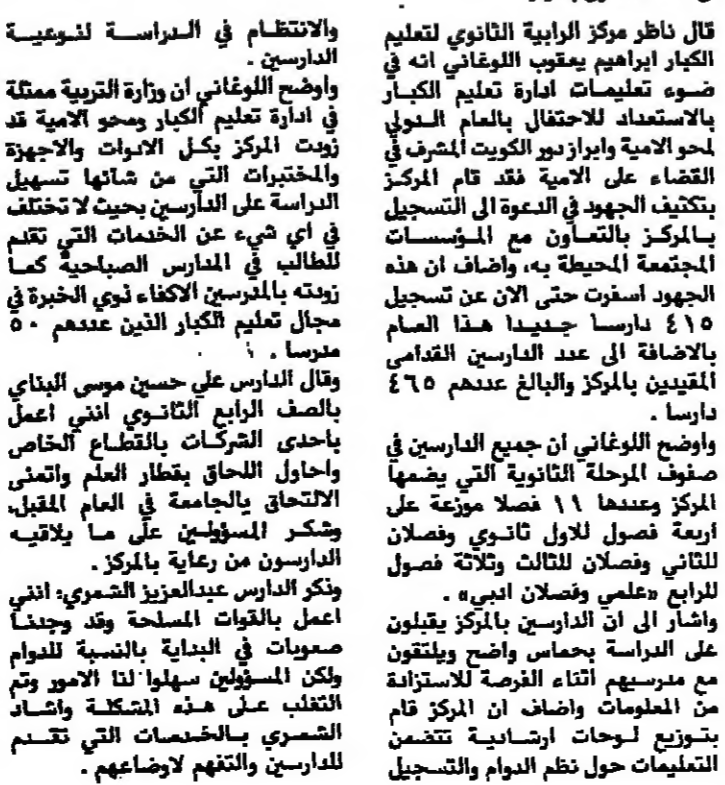 قال ناظر مركز الرابية الثانوي لتعليم
الكبار ابراهيم يعقوب اللوغاني انه في
ضوء تعليمات ادارة تعليم الكبار
بالاستعداد للاحتفال بالعام الدولي
لمحو الامية وابراز دور الكويت المشرف في
القضاء على الامية فقد قام المركز
بتكثيف الجهود في الدعوة الى التسجيل
بالمركز بالتعاون مع المؤسسات
المجتمعة المحيطة به، واضاف ان هذه
الجهود اسفرت حتى الان عن تسجيل
٤١٥ دارسا جديدا هذا العام
بالاضافة الى عدد الدارسين القدامى
المقيدين بالمركز والبالغ عددهم ٤٦٥
دارسا .
واوضح اللوغاني ان جميع الدارسين في
صفوف المرحلة الثانوية التي يضمها
المركز وعددها ١١ فصلا موزعة على
اربعة فصول للاول ثانوي وفصلان
للثاني وفصلان للثالث وثلاثة فصول
للرابع «علمي وفصلان ادبي» .
واشار الى ان الدارسين بالمركز يقبلون
على الدراسة بحماس واضح ويلتقون
مع مدرسيهم اثناء الفرصة للاستزادة
من المعلومات واضاف ان المركز قام
بتوزيع لوحات ارشادية تتضمن
التعليمات حول نظم الدوام والتسجيل
والانتظام في الدراسة لنوعية
الدارسين .
واوضح اللوغاني ان وزارة التربية ممثلة
في ادارة تعليم الكبار ومحو الامية قد
زودت المركز بكل الادوات والاجهزة
والمختبرات التي من شانها تسهيل
الدراسة على الدارسين بحيث لا تختلف
في اي شيء عن الخدمات التي تقدم
للطالب في المدارس الصباحية كما
زودته بالمدرسين الاكفاء ذوي الخبرة في
مجال تعليم الكبار الذين عددهم ٥٠
مدرسا .
وقال الدارس علي حسين موسى البناي
بالصف الرابع الثانوي انني اعمل
باحدى الشركات بالقطاع الخاص
واحاول اللحاق بقطار العلم واتمنى
الالتحاق بالجامعة في العام المقبل،
وشكر المسؤولين على ما يلاقيه
الدارسون من رعاية بالمركز .
وذكر الدارس عبدالعزيز الشمري: انني
اعمل بالقوات المسلحة وقد وجدنا
صعوبات في البداية بالنسبة للدوام
ولكن المسؤولين سهلوا لنا الامور وتم
التغلب على هذه المشكلة واشاد
الشمري بالخدمات التي تقدم
للدارسين والتفهم لاوضاعهم .